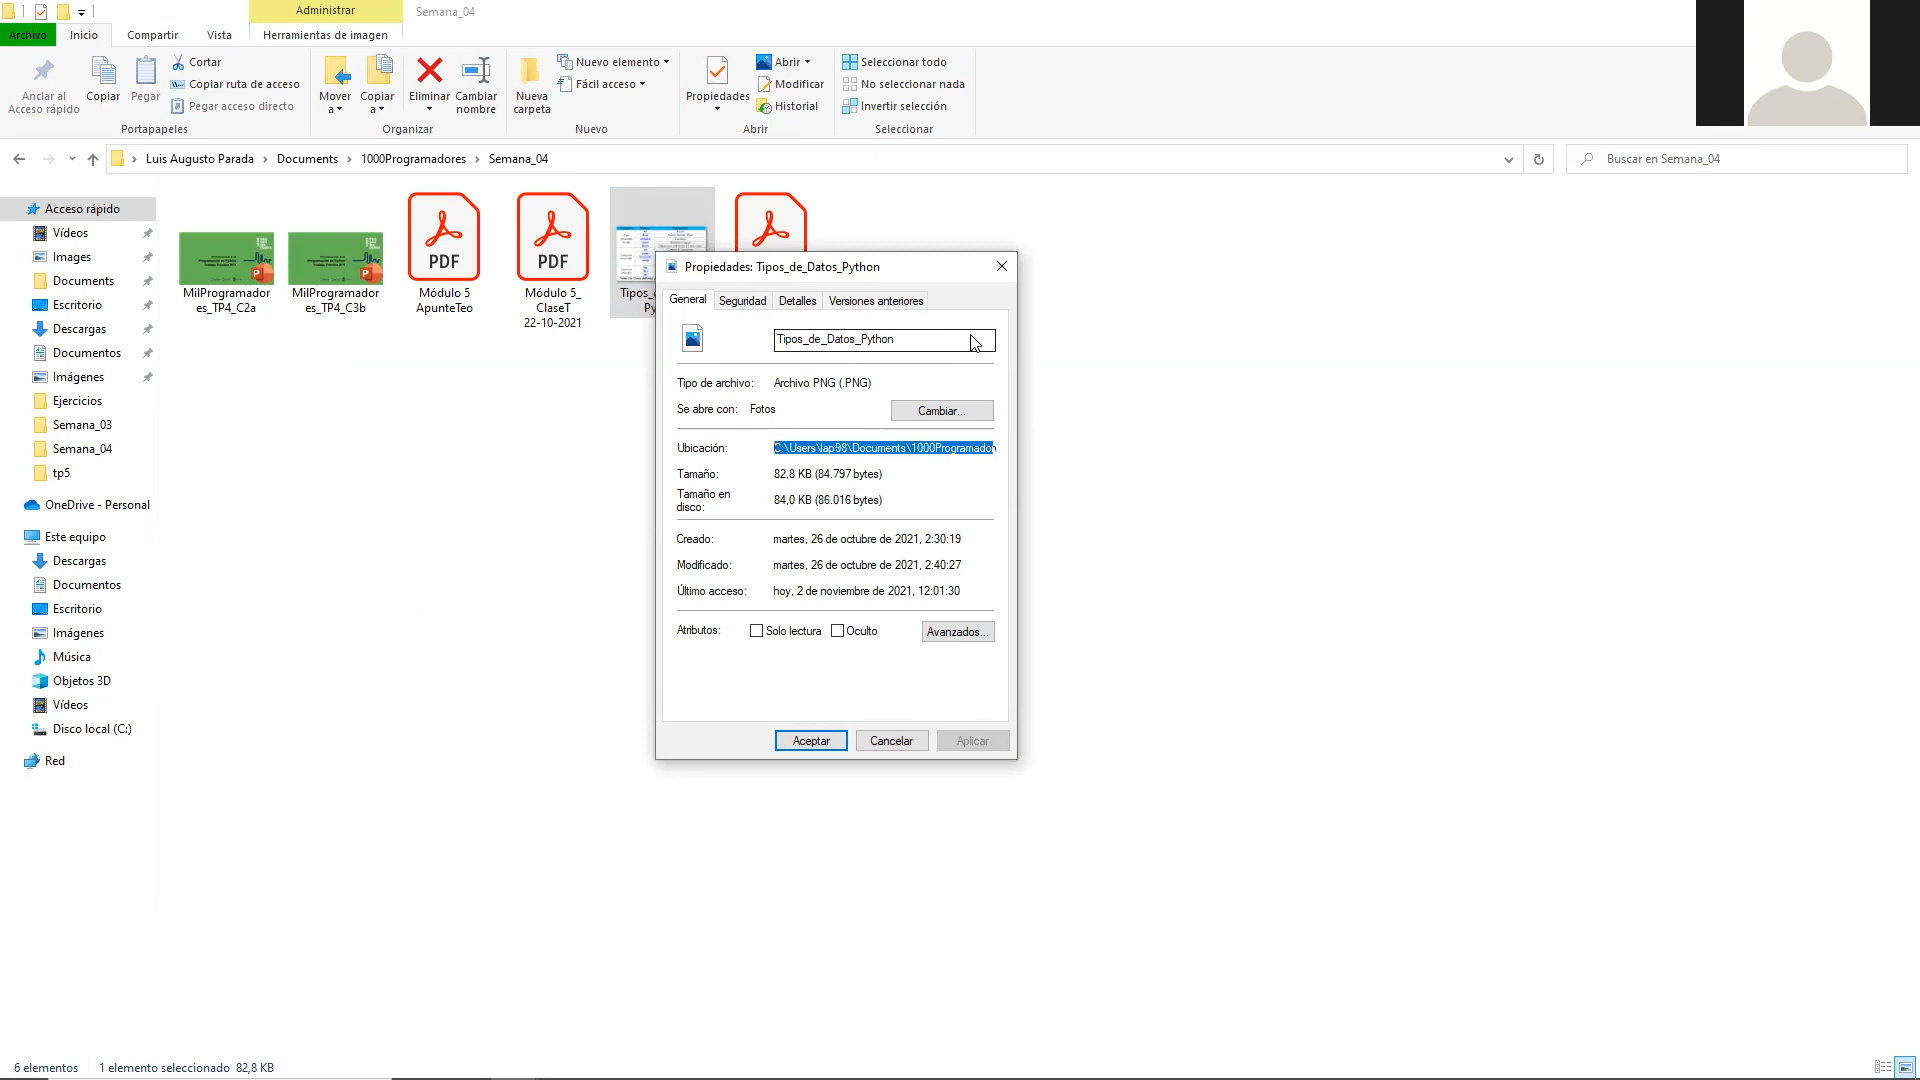 Administrar
Semana_04
Archivo
Inicio
Compartir
Vista
Herramientas de imagen
Anclar al
Acceso rápido
Copiar
Pegar
Cortar
Copiar ruta de acceso
Pegar acceso directo
Portapapeles
Mover
a
Copiar
a
Eliminar
Cambiar
nombre
Organizar
Nueva
carpeta
Nuevo elemento
Fácil acceso
Nuevo
Propiedades
Abrir
Modificar
Historial
Abrir
Seleccionar todo
No seleccionar nada
Invertir selección
Seleccionar
Luis Augusto Parada
Documents
1000Programadores
Semana_04
Buscar en Semana_04
Acceso rápido
Vídeos
Images
Documents
Escritorio
Descargas
Documentos
Imágenes
Ejercicios
Semana_03
Semana_04
tp5
OneDrive - Personal
Este equipo
Descargas
Documentos
Escritorio
Imágenes
Música
Objetos 3D
Vídeos
Disco local (C:)
Red
MilProgramador
es_TP4_C2a
MilProgramador
es_TP4_C3b
PDF
Módulo 5
ApunteTeo
PDF
Módulo 5_
ClaseT
22-10-2021
Propiedades: Tipos_de_Datos_Python
General
Seguridad
Detalles
Versiones anteriores
Tipos_de_Datos_Python
Tipo de archivo: Archivo PNG (.PNG)
Se abre con: Fotos
Cambiar...
Ubicación: C:\Users\lap98\Documents\1000Programador
Tamaño: 82,8 KB (84.797 bytes)
Tamaño en
disco: 84,0 KB (86.016 bytes)
Creado: martes, 26 de octubre de 2021, 2:30:19
Modificado: martes, 26 de octubre de 2021, 2:40:27
Último acceso: hoy, 2 de noviembre de 2021, 12:01:30
Atributos: Solo lectura Oculto Avanzados...
Aceptar
Cancelar
Aplicar
6 elementos
1 elemento seleccionado 82,8 KB